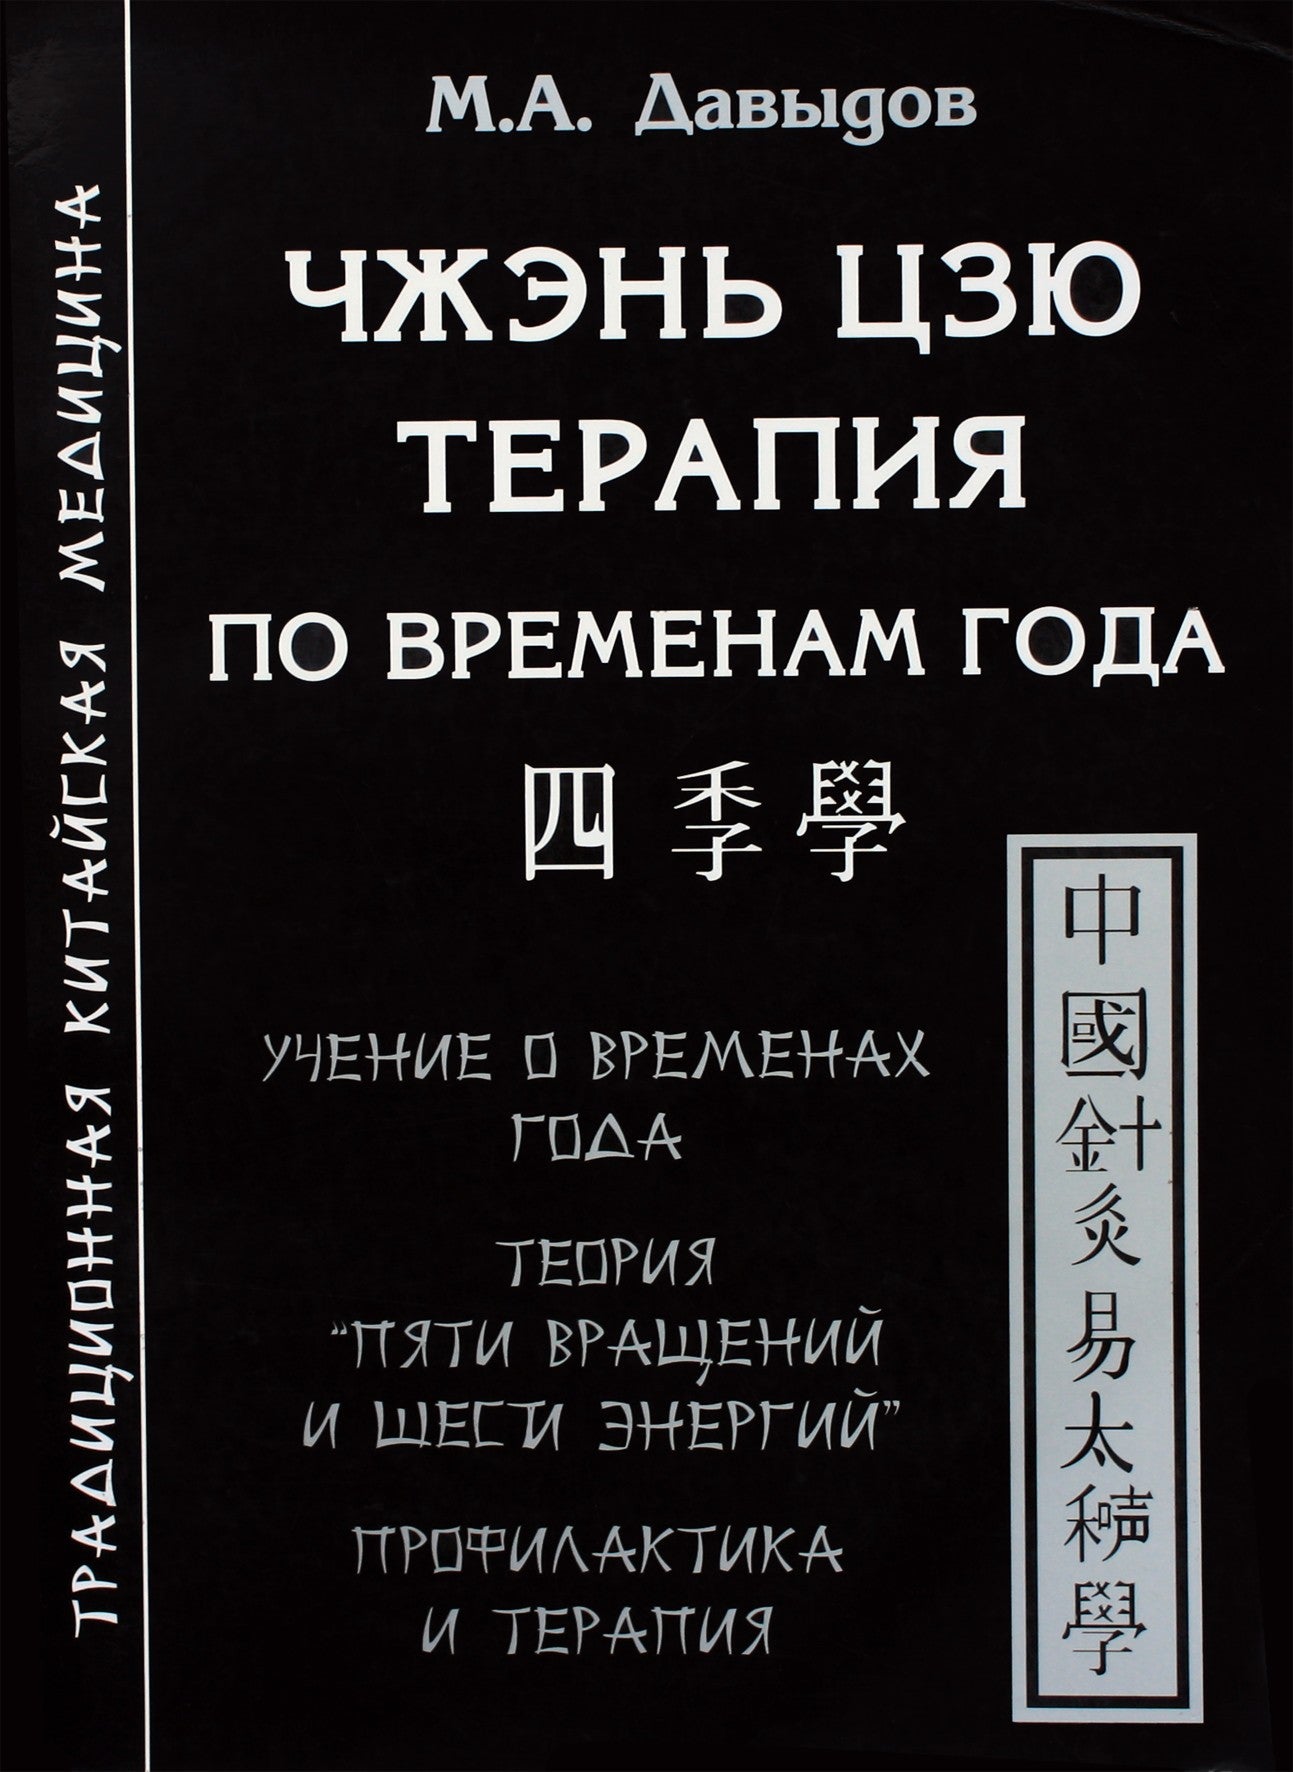 М.А. Давыдов
ЧЖЭНЬ ЦЗЮ
ТЕРАПИЯ
ПО ВРЕМЕНАМ ГОДА
四季學
УЧЕНИЕ О ВРЕМЕНАХ
ГОДА
ТЕОРИЯ
"ПЯТИ ВРАЩЕНИЙ
И ШЕСТИ ЭНЕРГИЙ"
ПРОФИЛАКТИКА
И ТЕРАПИЯ
ТРАДИЦИОННАЯ КИТАЙСКАЯ МЕДИЦИНА
中國針灸易太學